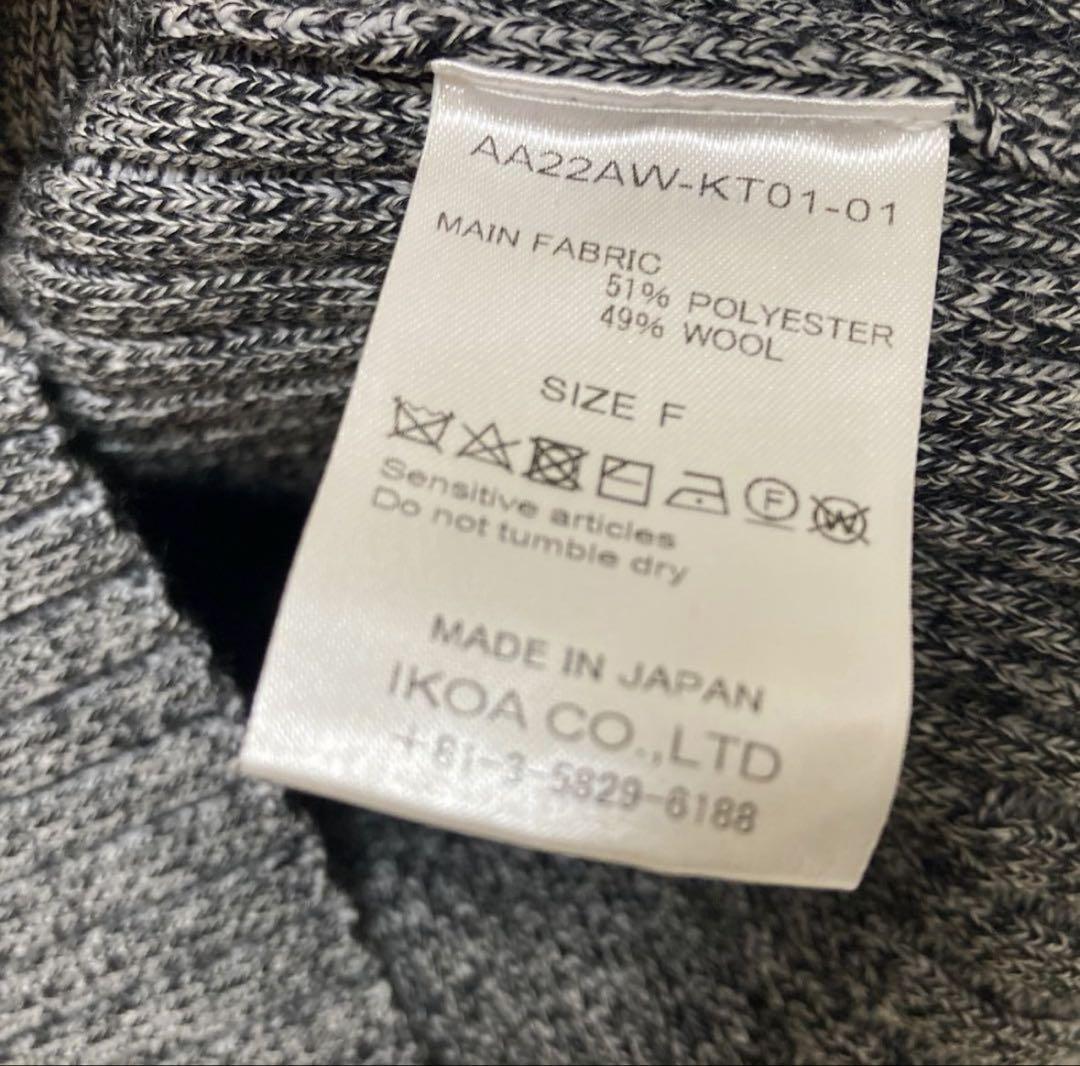 AA22AW-KT01-01
MAIN FABRIC
51% POLYESTER
49% WOOL
SIZE F
F W
Sensitive articles
Do not tumble dry
MADE IN JAPAN
IKOA CO.,LTD
+81-3-5829-6188